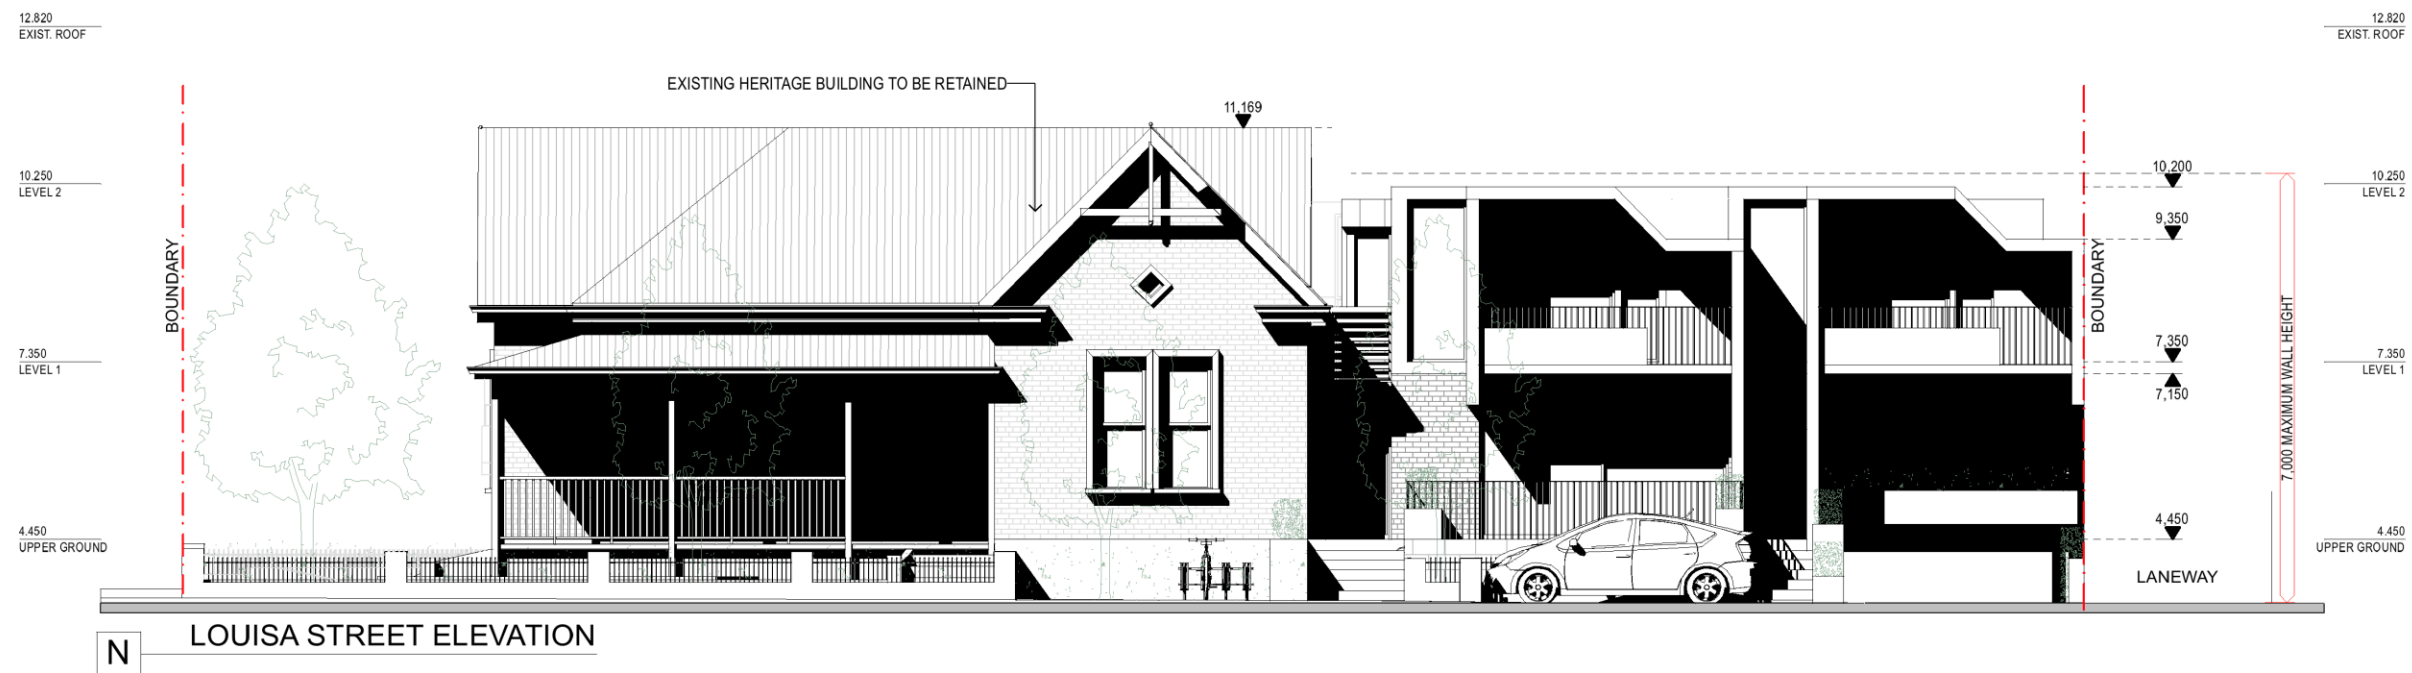 12.820
EXIST. ROOF
12.820
EXIST. ROOF
EXISTING HERITAGE BUILDING TO BE RETAINED
11,169
10.250
LEVEL 2
10,200
10.250
LEVEL 2
9,350
BOUNDARY
BOUNDARY
7.350
LEVEL 1
7,350
7,150
7.350
LEVEL 1
7,000 MAXIMUM WALL HEIGHT
4.450
UPPER GROUND
4,450
4.450
UPPER GROUND
LANEWAY
N
LOUISA STREET ELEVATION